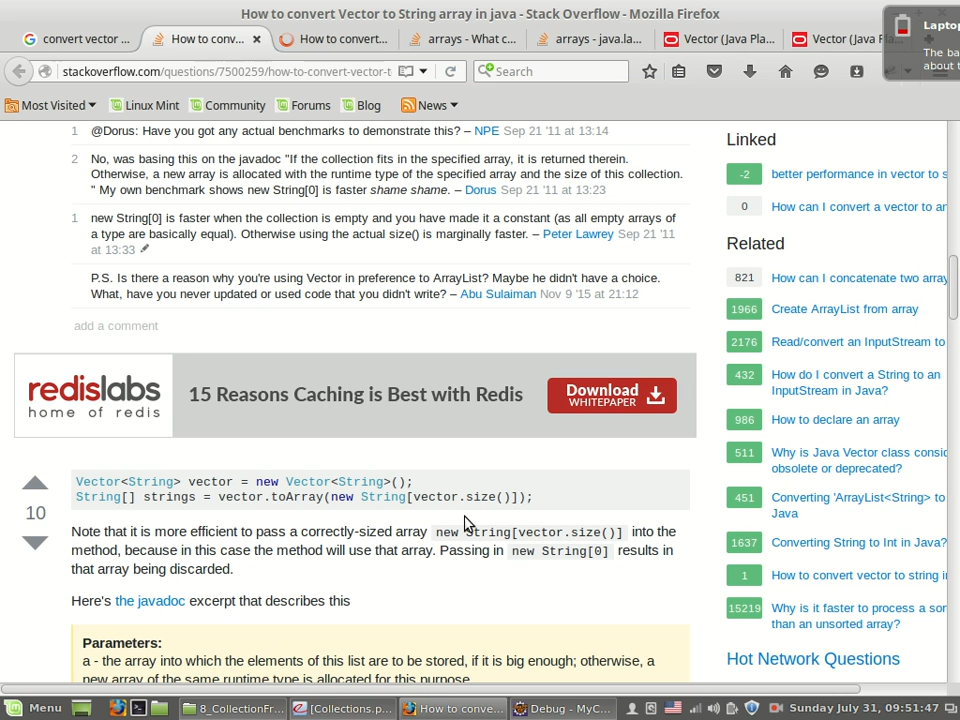 How to convert Vector to String array in java - Stack Overflow - Mozilla Firefox
Laptop
The ba
about t
convert vector ...
How to conv...
How to convert...
arrays - What c...
arrays - java.la...
Vector (Java Pla...
Vector (Java Pla
stackoverflow.com/questions/7500259/how-to-convert-vector-t
Search
Most Visited
Linux Mint
Community
Forums
Blog
News
1 @Dorus: Have you got any actual benchmarks to demonstrate this? – NPE Sep 21 '11 at 13:14
2 No, was basing this on the javadoc "If the collection fits in the specified array, it is returned therein.
Otherwise, a new array is allocated with the runtime type of the specified array and the size of this collection.
" My own benchmark shows new String[0] is faster shame shame. – Dorus Sep 21 '11 at 13:23
1 new String[0] is faster when the collection is empty and you have made it a constant (as all empty arrays of
a type are basically equal). Otherwise using the actual size() is marginally faster. – Peter Lawrey Sep 21 '11
at 13:33
P.S. Is there a reason why you're using Vector in preference to ArrayList? Maybe he didn't have a choice.
What, have you never updated or used code that you didn't write? – Abu Sulaiman Nov 9 '15 at 21:12
add a comment
redislabs
home of redis
15 Reasons Caching is Best with Redis
Download
WHITEPAPER
10
Vector<String> vector = new Vector<String>();
String[] strings = vector.toArray(new String[vector.size()]);
Note that it is more efficient to pass a correctly-sized array new String[vector.size()] into the
method, because in this case the method will use that array. Passing in new String[0] results in
that array being discarded.
Here's the javadoc excerpt that describes this
Parameters:
a - the array into which the elements of this list are to be stored, if it is big enough; otherwise, a
new array of the same runtime type is allocated for this purpose
Linked
-2 better performance in vector to s
0 How can I convert a vector to ar
Related
821 How can I concatenate two array
1966 Create ArrayList from array
2176 Read/convert an InputStream to
432 How do I convert a String to an
InputStream in Java?
986 How to declare an array
511 Why is Java Vector class consid
obsolete or deprecated?
451 Converting 'ArrayList<String> to
Java
1637 Converting String to Int in Java?
1 How to convert vector to string i
15219 Why is it faster to process a sor
than an unsorted array?
Hot Network Questions
Menu
8_CollectionFr...
[Collections.p...
How to conve...
Debug - MyC...
Sunday July 31, 09:51:47